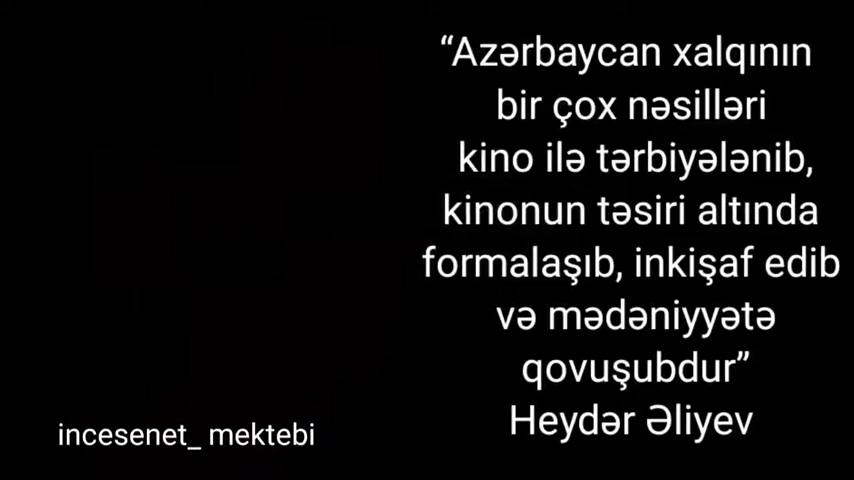 “Azərbaycan xalqının
bir çox nəsilləri
kino ilə tərbiyələnib,
kinonun təsiri altında
formalaşıb, inkişaf edib
və mədəniyyətə
qovuşubdur”
Heydər Əliyev
incesenet_ mektebi